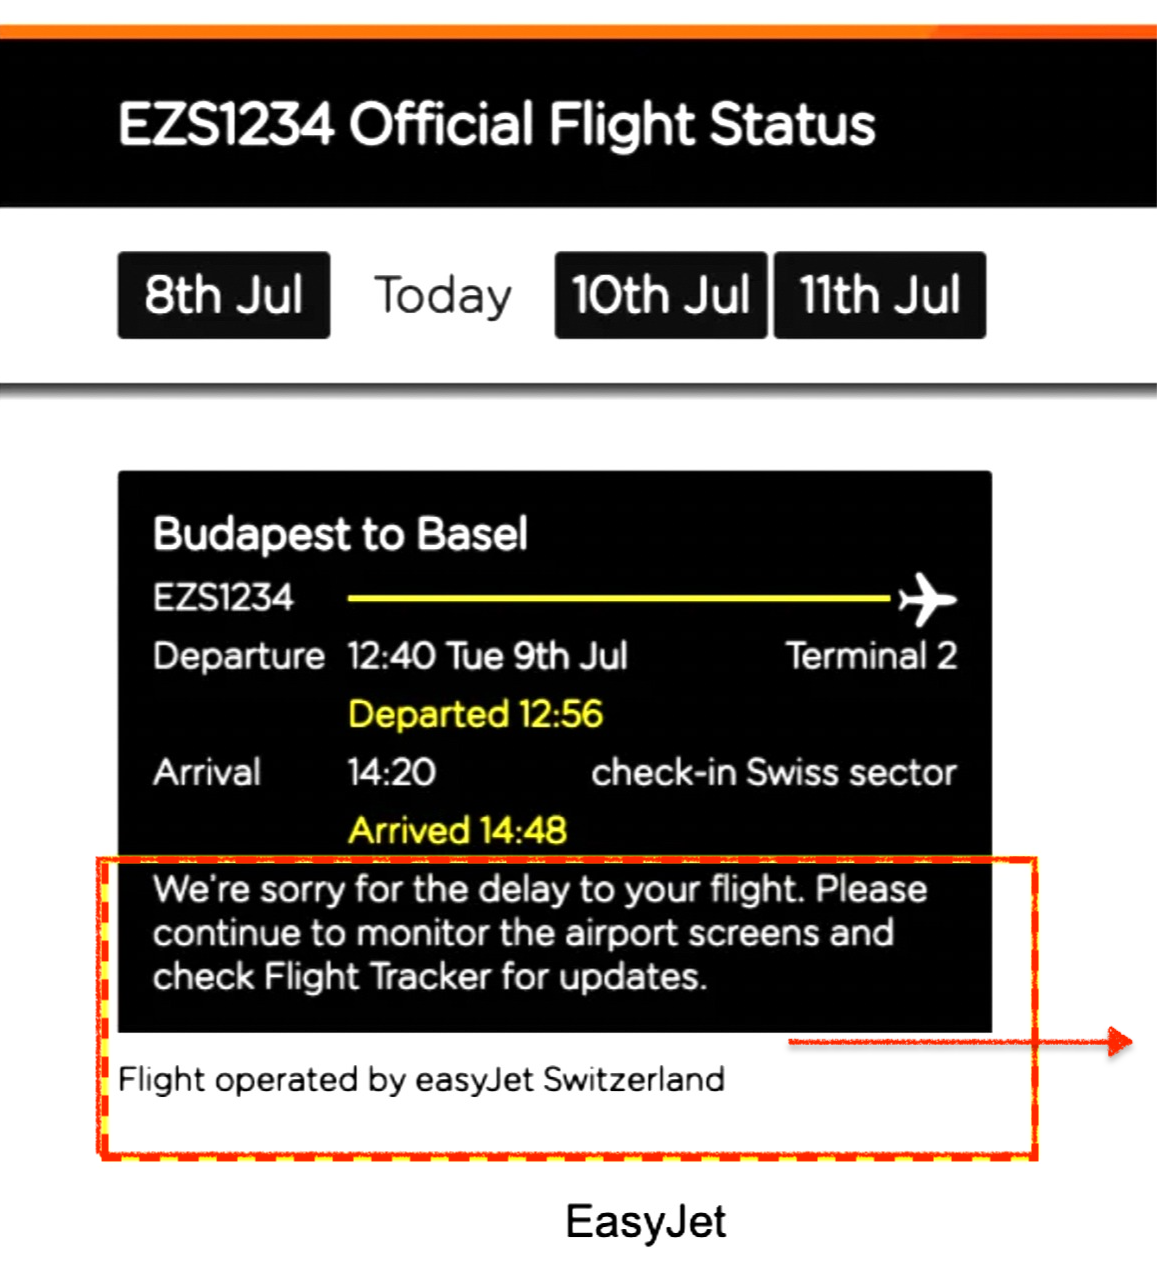 EZS1234 Official Flight Status
8th Jul Today 10th Jul 11th Jul
Budapest to Basel
EZS1234
Departure 12:40 Tue 9th Jul Terminal 2
Departed 12:56
Arrival 14:20 check-in Swiss sector
Arrived 14:48
We're sorry for the delay to your flight. Please
continue to monitor the airport screens and
check Flight Tracker for updates.
Flight operated by easyJet Switzerland
EasyJet